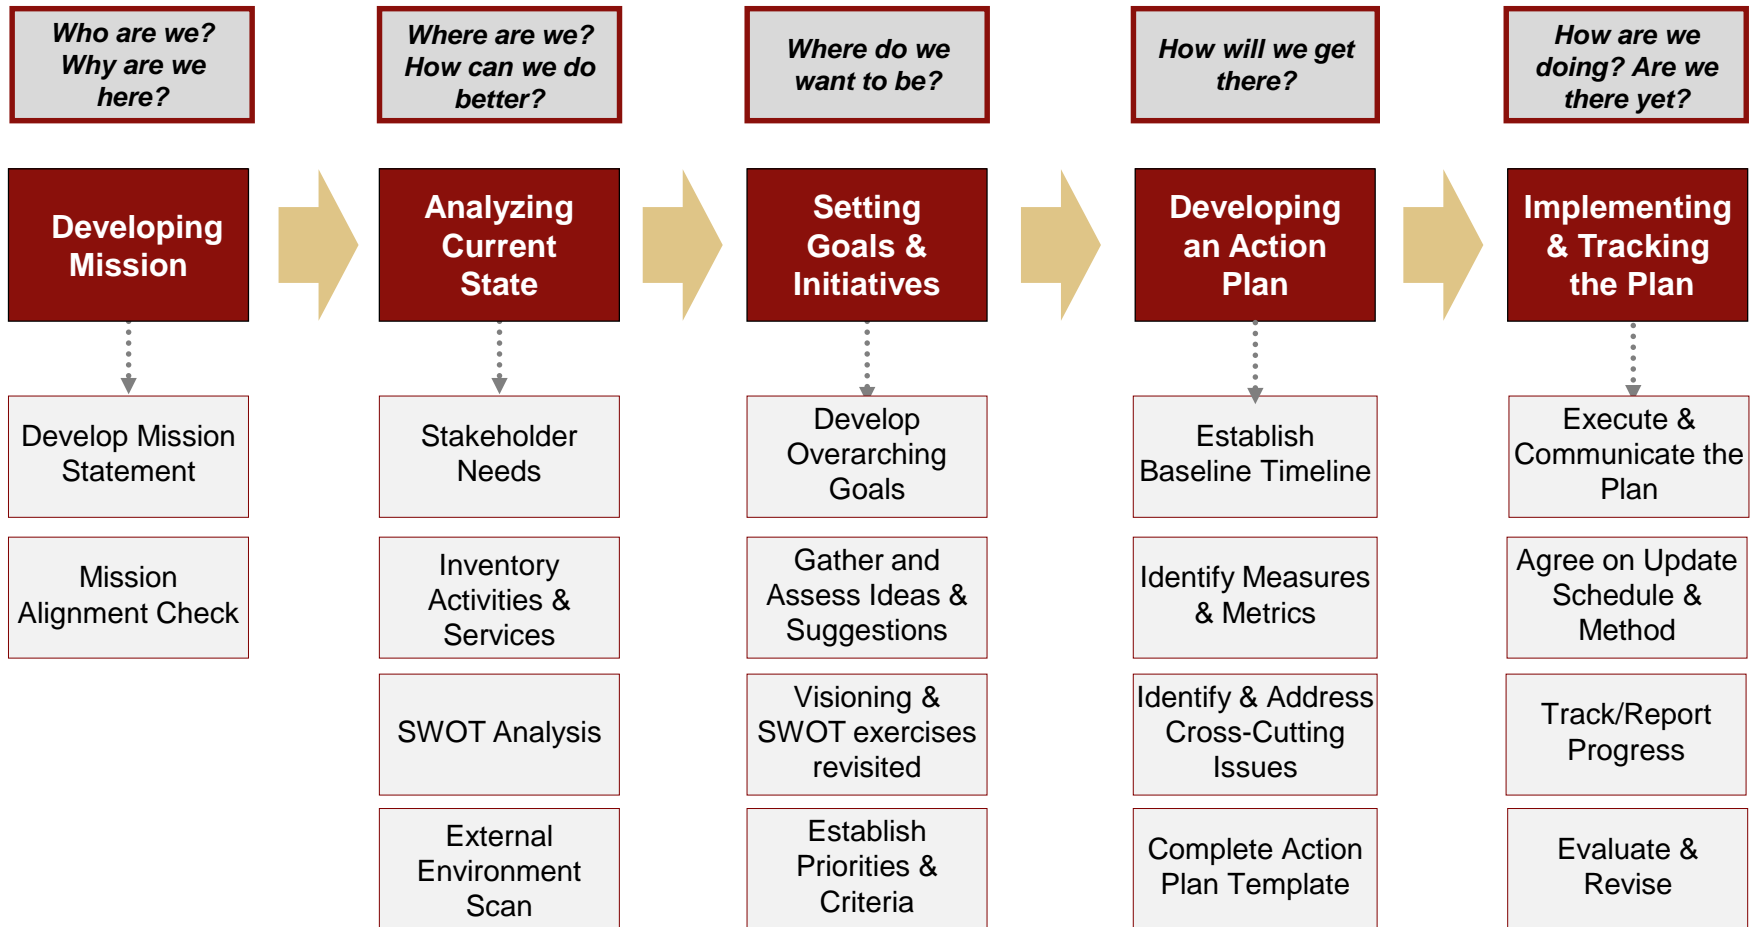 Who are we?
Why are we
here?
Where are we?
How can we do
better?
Where do we
want to be?
How will we get
there?
How are we
doing? Are we
there yet?
Developing
Mission
Analyzing
Current
State
Setting
Goals &
Initiatives
Developing
an Action
Plan
Implementing
& Tracking
the Plan
Develop Mission
Statement
Stakeholder
Needs
Develop
Overarching
Goals
Establish
Baseline Timeline
Execute &
Communicate the
Plan
Mission
Alignment Check
Inventory
Activities &
Services
Gather and
Assess Ideas &
Suggestions
Identify Measures
& Metrics
Agree on Update
Schedule &
Method
SWOT Analysis
Visioning &
SWOT exercises
revisited
Identify & Address
Cross-Cutting
Issues
Track/Report
Progress
External
Environment
Scan
Establish
Priorities &
Criteria
Complete Action
Plan Template
Evaluate &
Revise